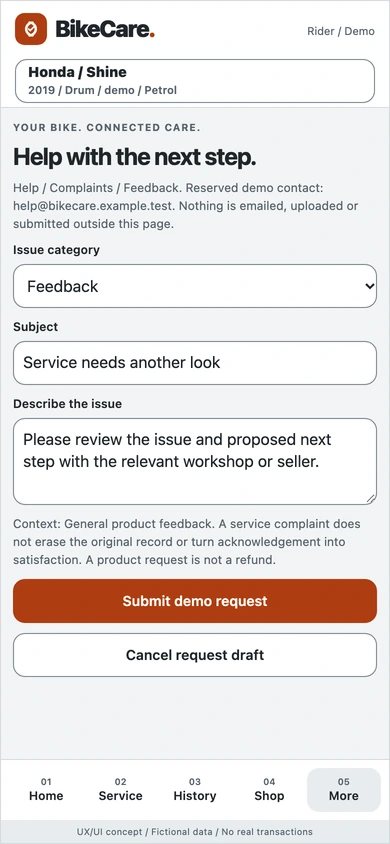 BikeCare.
Rider / Demo
Honda / Shine
2019 / Drum / demo / Petrol
YOUR BIKE. CONNECTED CARE.
Help with the next step.
Help / Complaints / Feedback. Reserved demo contact:
help@bikecare.example.test. Nothing is emailed, uploaded or
submitted outside this page.
Issue category
Feedback
Subject
Service needs another look
Describe the issue
Please review the issue and proposed next
step with the relevant workshop or seller.
Context: General product feedback. A service complaint does
not erase the original record or turn acknowledgement into
satisfaction. A product request is not a refund.
Submit demo request
Cancel request draft
01
Home
02
Service
03
History
04
Shop
05
More
UX/UI concept / Fictional data / No real transactions